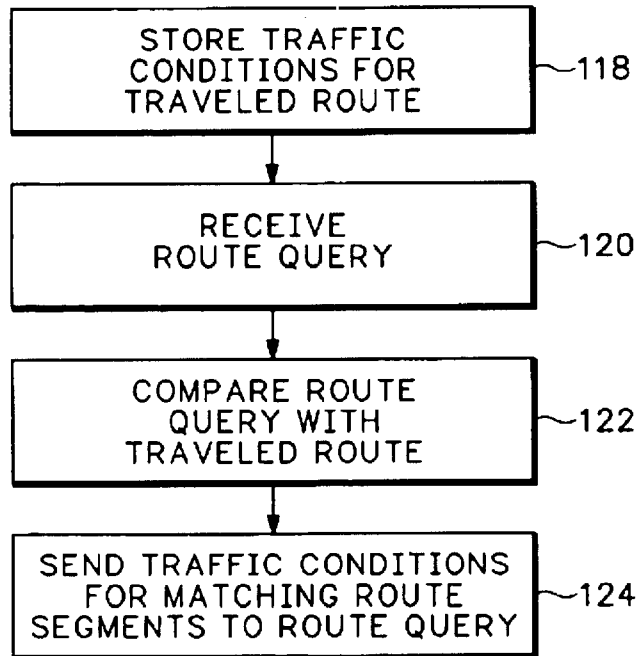 STORE TRAFFIC
CONDITIONS FOR
TRAVELED ROUTE
118
RECEIVE
ROUTE QUERY
120
COMPARE ROUTE
QUERY WITH
TRAVELED ROUTE
122
SEND TRAFFIC CONDITIONS
FOR MATCHING ROUTE
SEGMENTS TO ROUTE QUERY
124